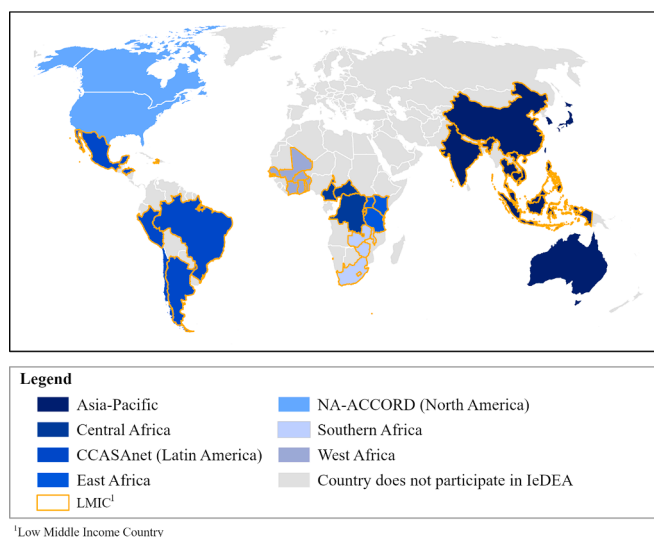 Legend
Asia-Pacific
Central Africa
CCASAnet (Latin America)
East Africa
LMIC¹
NA-ACCORD (North America)
Southern Africa
West Africa
Country does not participate in IeDEA
¹Low Middle Income Country